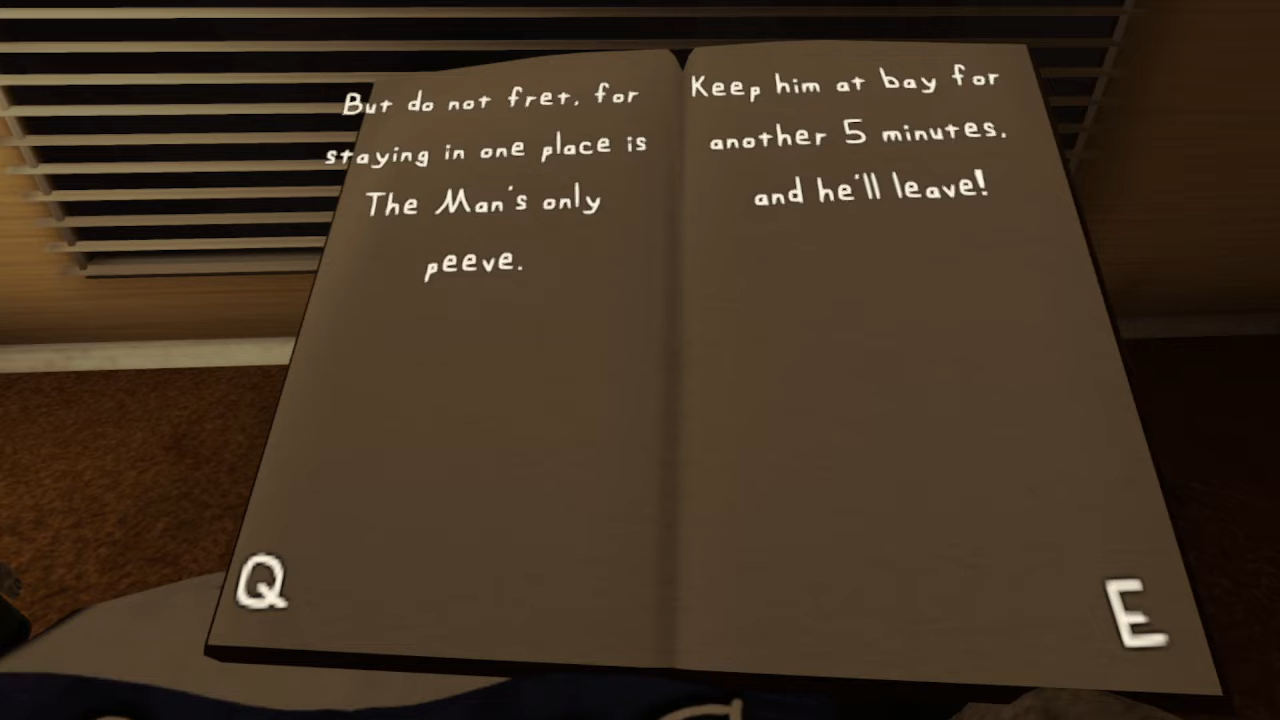 But do not fret, for
staying in one place is
The Man's only
peeve.
Keep him at bay for
another 5 minutes,
and he'll leave!
Q
E